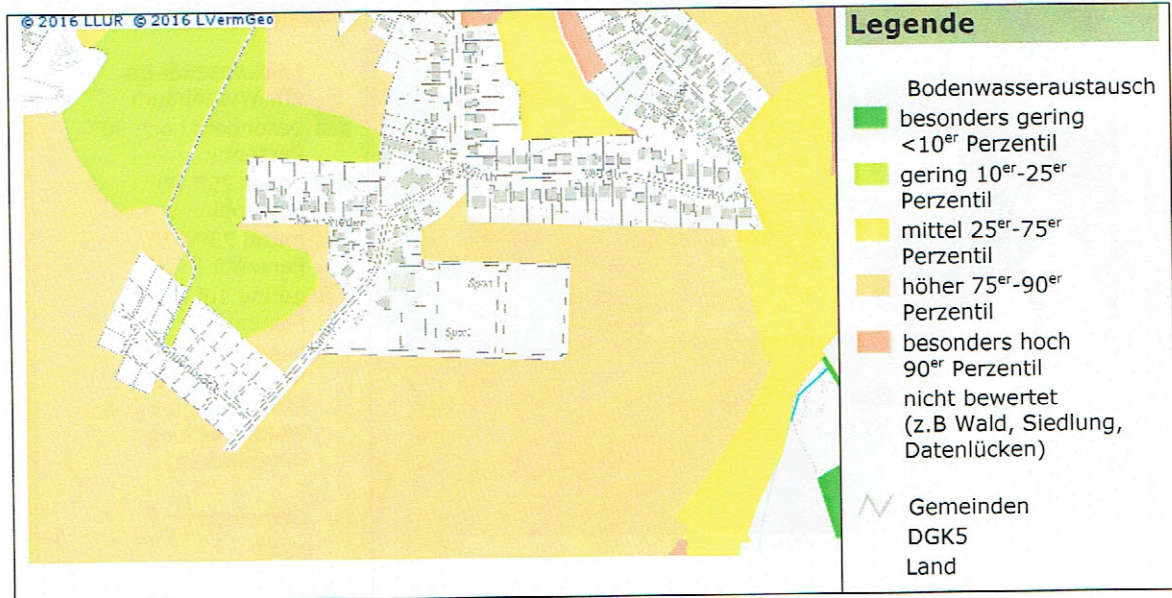 © 2016 LLUR © 2016 LVermGeo
Legende
Bodenwasseraustausch
besonders gering
<10er Perzentil
gering 10er-25er
Perzentil
mittel 25er-75er
Perzentil
höher 75er-90er
Perzentil
besonders hoch
90er Perzentil
nicht bewertet
(z.B Wald, Siedlung,
Datenlücken)
Gemeinden
DGK5
Land
Sport
Sport